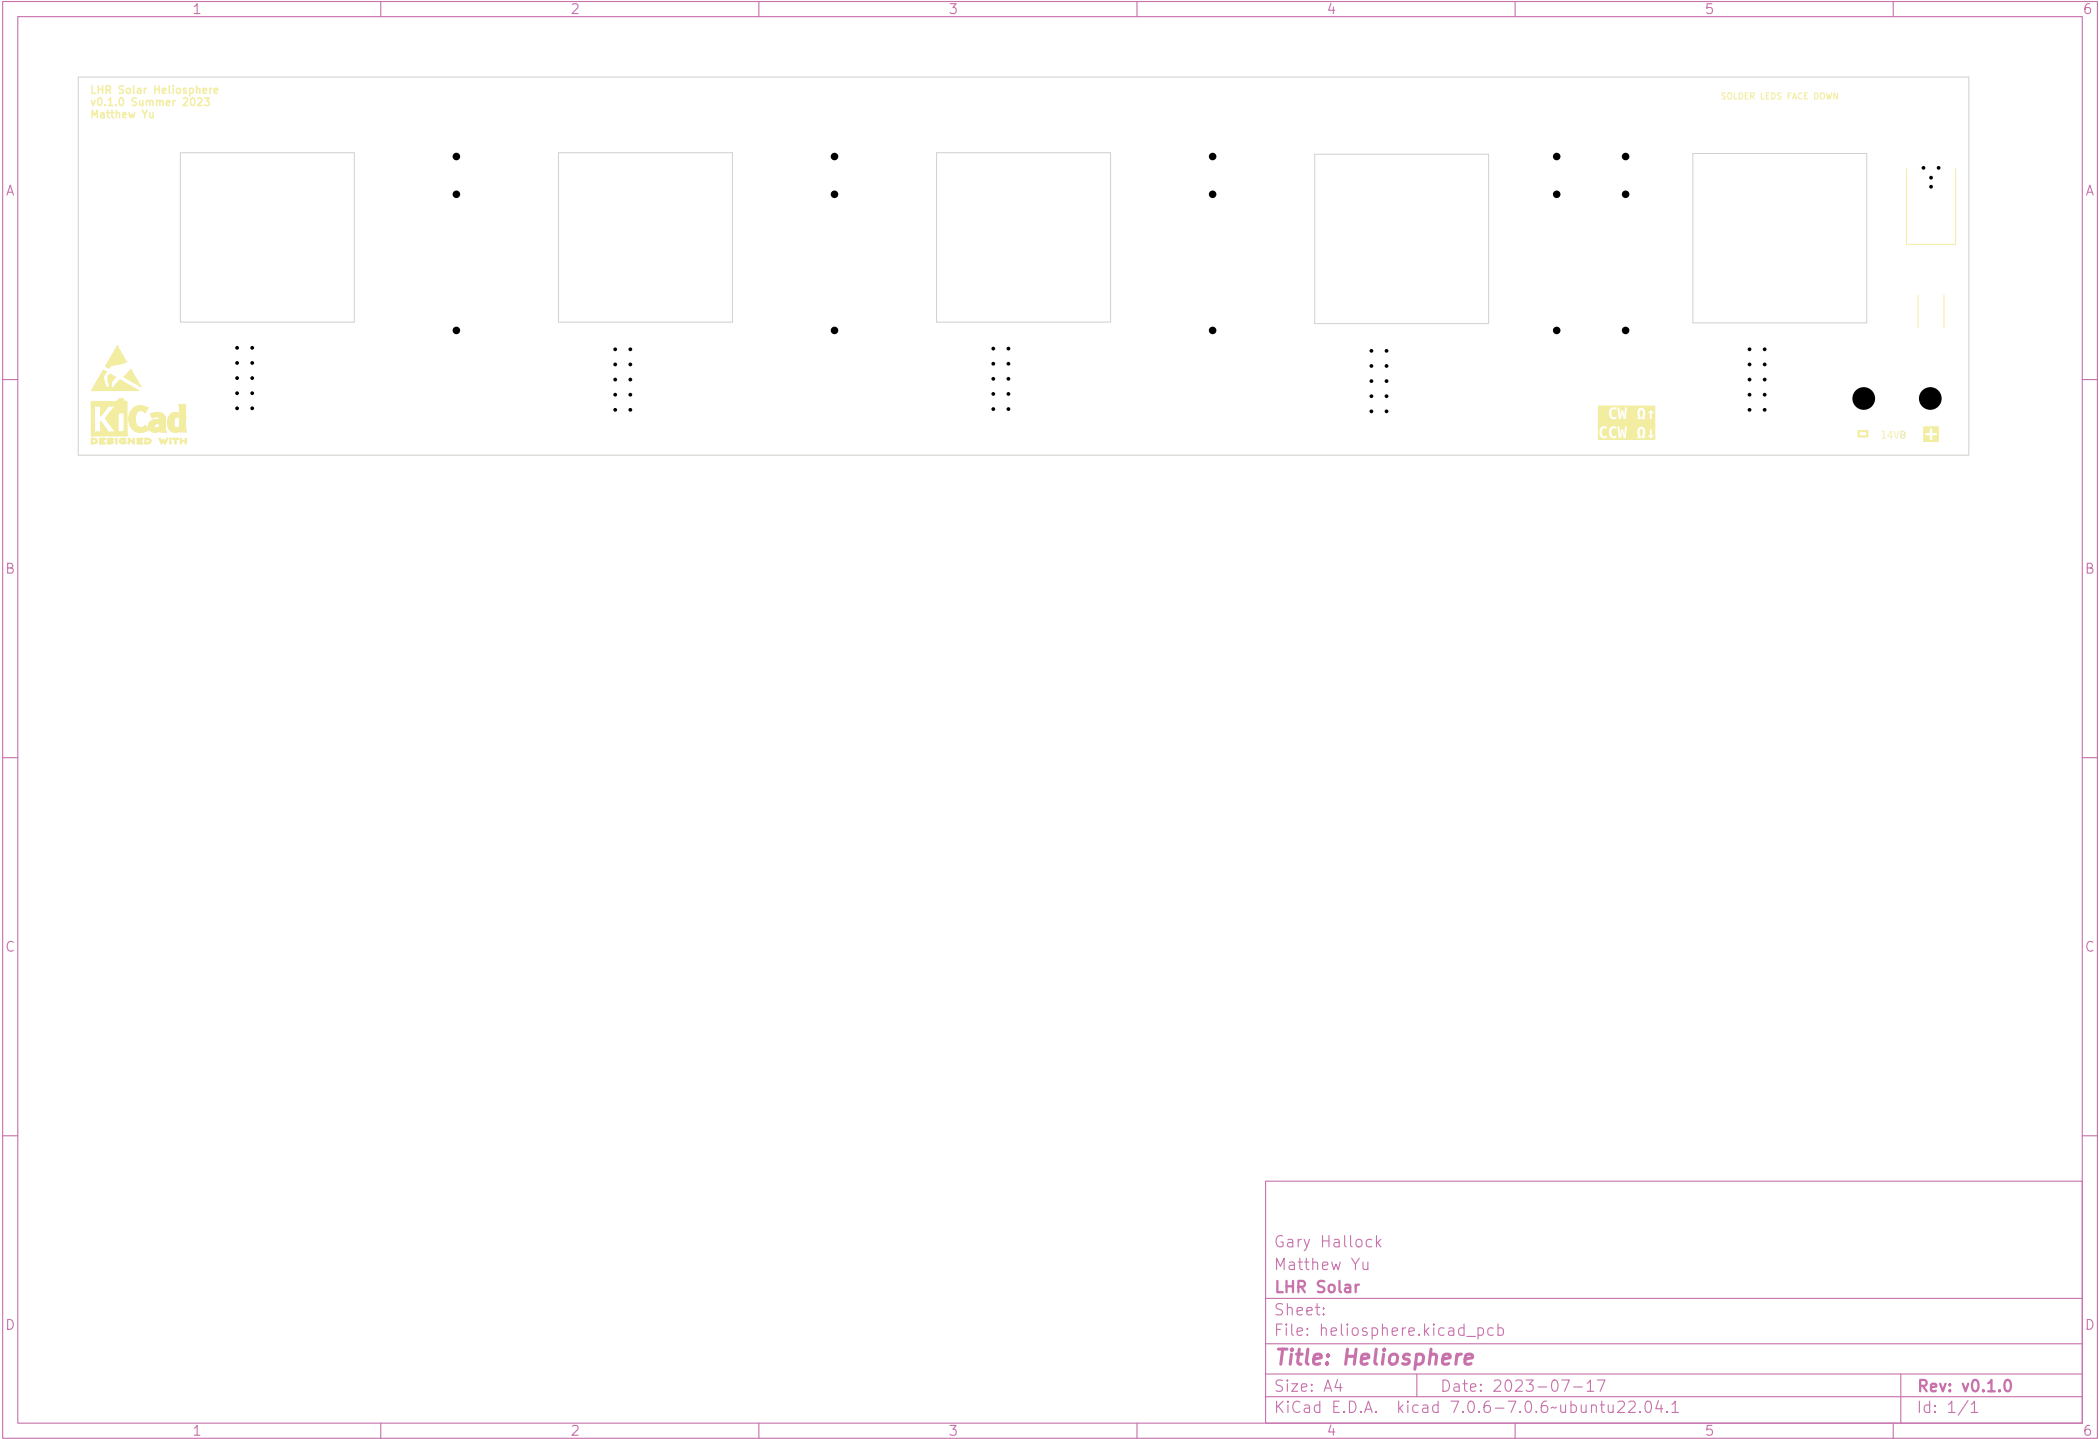 1 2 3 4 5 6
LHR Solar Heliosphere
v0.1.0 Summer 2023
Matthew Yu
SOLDER LEDS FACE DOWN
A A
KiCad
DESIGNED WITH
CW Ω↑
CCW Ω↓
- 14V@ +
B B
C C
Gary Hallock
Matthew Yu
LHR Solar
Sheet:
File: heliosphere.kicad_pcb
D D
Title: Heliosphere
Size: A4 Date: 2023-07-17 Rev: v0.1.0
KiCad E.D.A. kicad 7.0.6-7.0.6~ubuntu22.04.1 Id: 1/1
1 2 3 4 5 6